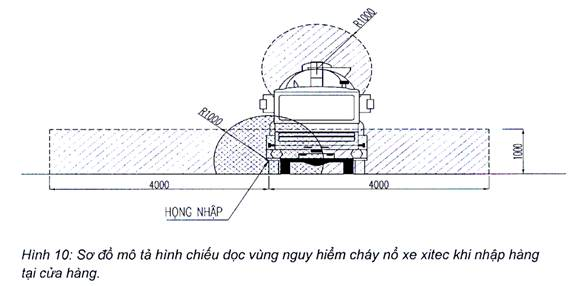 R1000
R1000
1000
4000
4000
HỌNG NHẬP
Hình 10: Sơ đồ mô tả hình chiếu dọc vùng nguy hiểm cháy nổ xe xitec khi nhập hàng
tại cửa hàng.